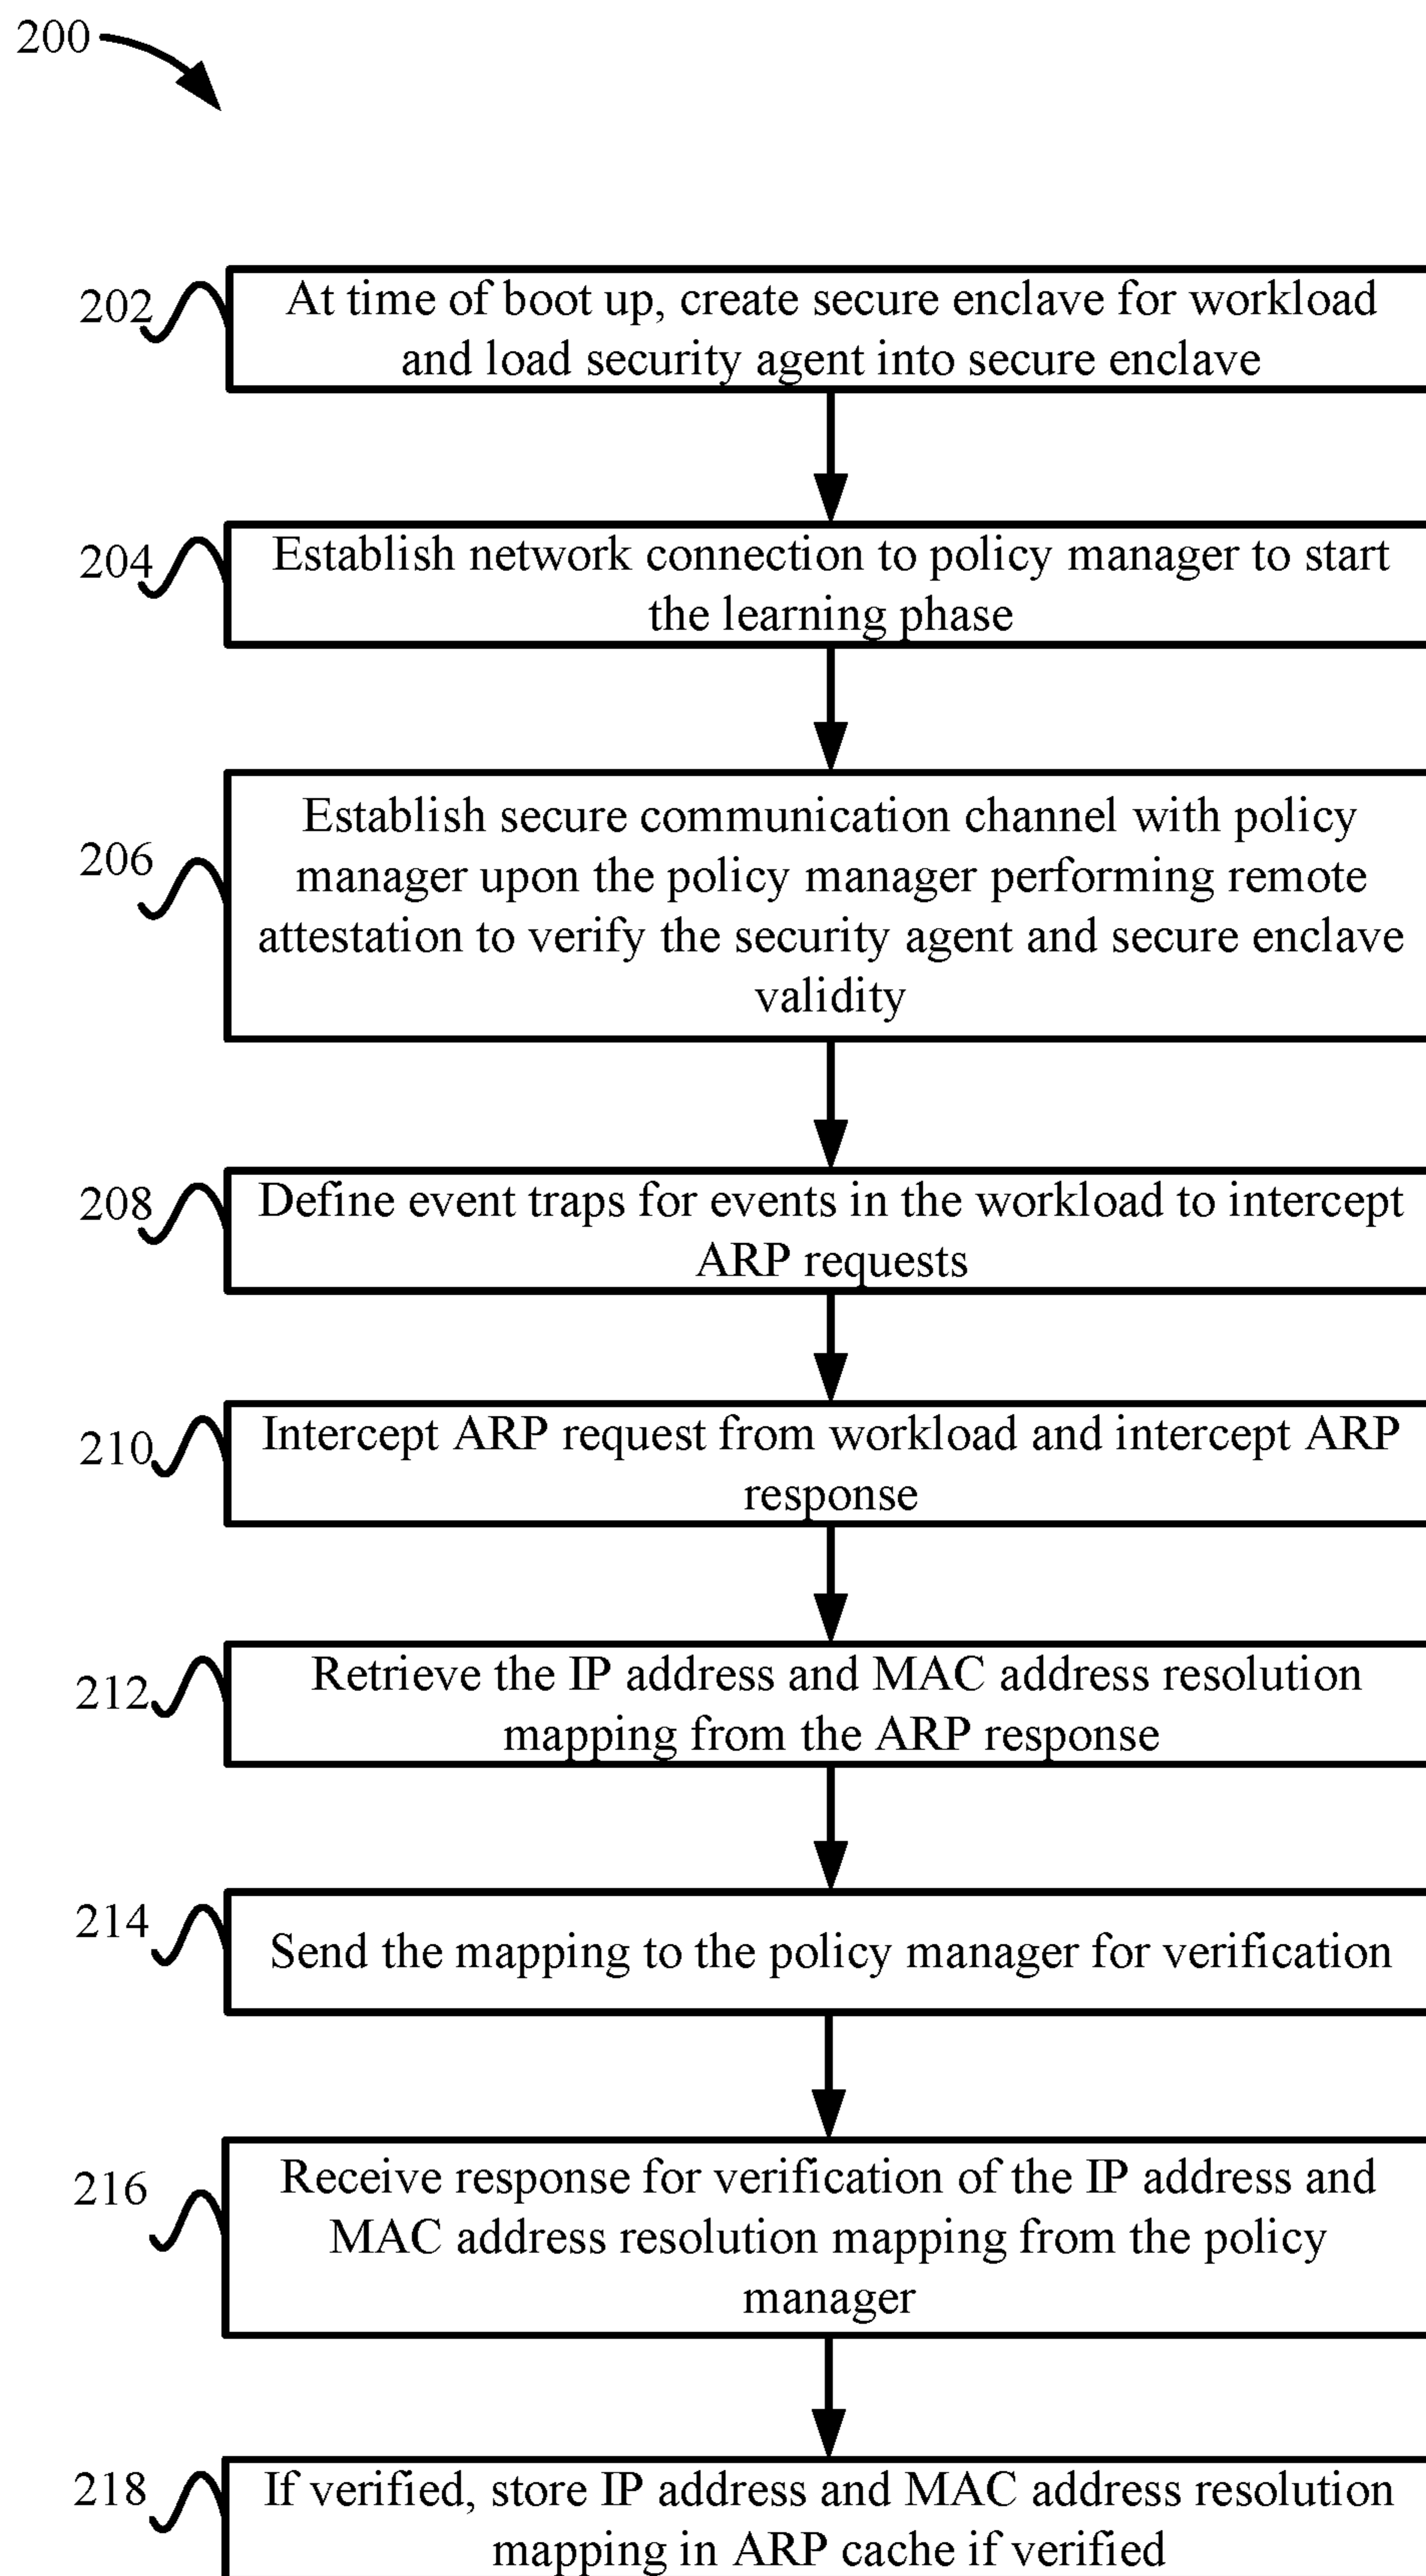 200
202
At time of boot up, create secure enclave for workload
and load security agent into secure enclave
204
Establish network connection to policy manager to start
the learning phase
206
Establish secure communication channel with policy
manager upon the policy manager performing remote
attestation to verify the security agent and secure enclave
validity
208
Define event traps for events in the workload to intercept
ARP requests
210
Intercept ARP request from workload and intercept ARP
response
212
Retrieve the IP address and MAC address resolution
mapping from the ARP response
214
Send the mapping to the policy manager for verification
216
Receive response for verification of the IP address and
MAC address resolution mapping from the policy
manager
218
If verified, store IP address and MAC address resolution
mapping in ARP cache if verified